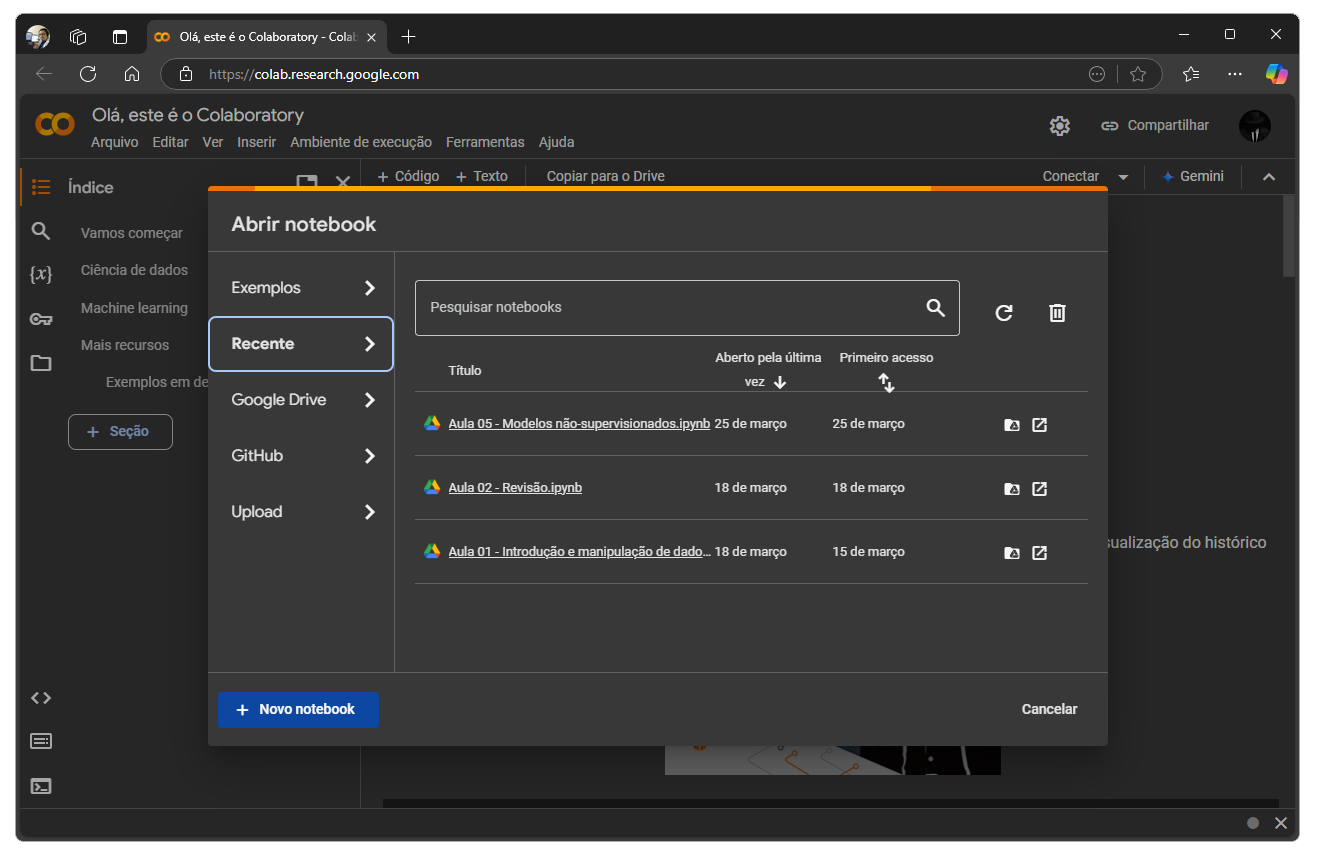 Olá, este é o Colaboratory - Colab
https://colab.research.google.com
Olá, este é o Colaboratory
Arquivo Editar Ver Inserir Ambiente de execução Ferramentas Ajuda
Compartilhar
Índice
+ Código + Texto Copiar para o Drive
Conectar
Gemini
Vamos começar
Ciência de dados
Machine learning
Mais recursos
Exemplos em de
+ Seção
Abrir notebook
Exemplos
Recente
Google Drive
GitHub
Upload
Pesquisar notebooks
Título
Aberto pela última
vez
Primeiro acesso
Aula 05 - Modelos não-supervisionados.ipynb 25 de março 25 de março
Aula 02 - Revisão.ipynb 18 de março 18 de março
Aula 01 - Introdução e manipulação de dado... 18 de março 15 de março
sualização do histórico
+ Novo notebook
Cancelar